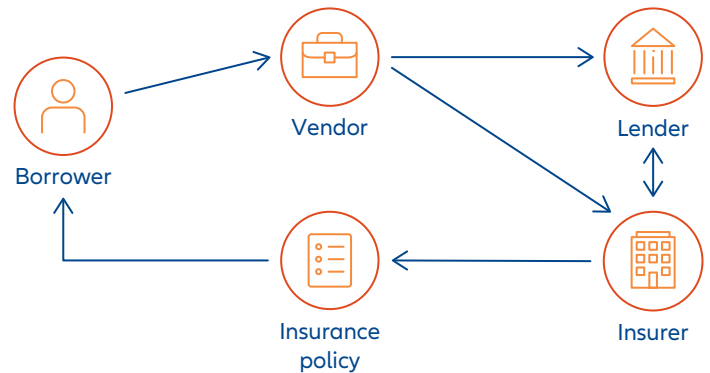 Vendor
Lender
Borrower
Insurance
policy
Insurer